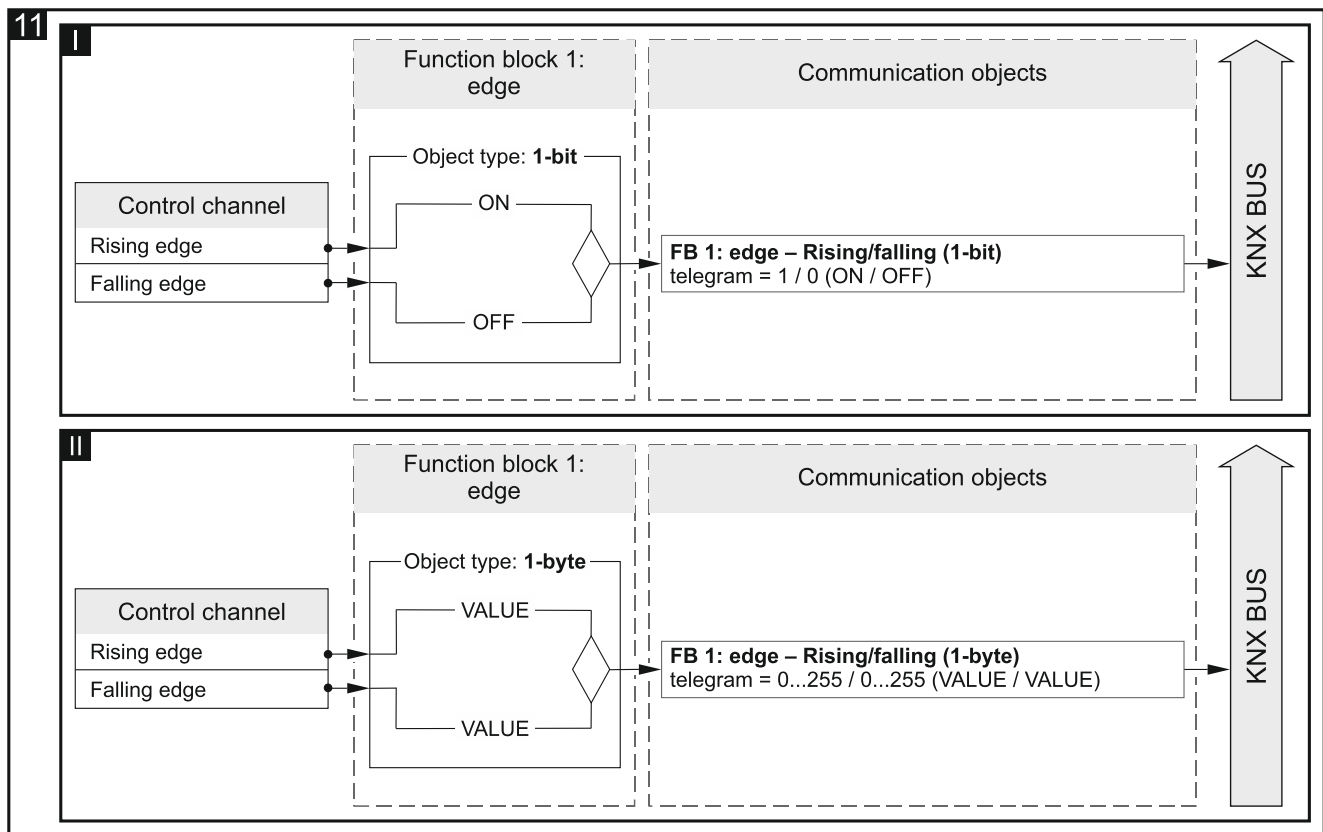 11
I
Function block 1:
edge
Communication objects
Object type: 1-bit
Control channel
Rising edge
Falling edge
ON
OFF
FB 1: edge – Rising/falling (1-bit)
telegram = 1 / 0 (ON / OFF)
KNX BUS
II
Function block 1:
edge
Communication objects
Object type: 1-byte
Control channel
Rising edge
Falling edge
VALUE
VALUE
FB 1: edge – Rising/falling (1-byte)
telegram = 0...255 / 0...255 (VALUE / VALUE)
KNX BUS